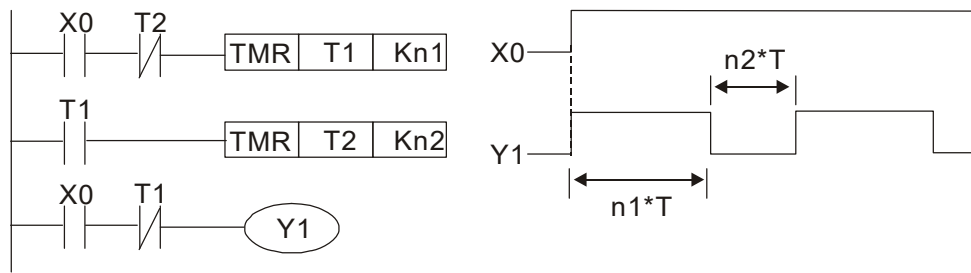 X0 T2
TMR T1 Kn1
T1
TMR T2 Kn2
X0 T1
Y1
X0
n2*T
Y1
n1*T